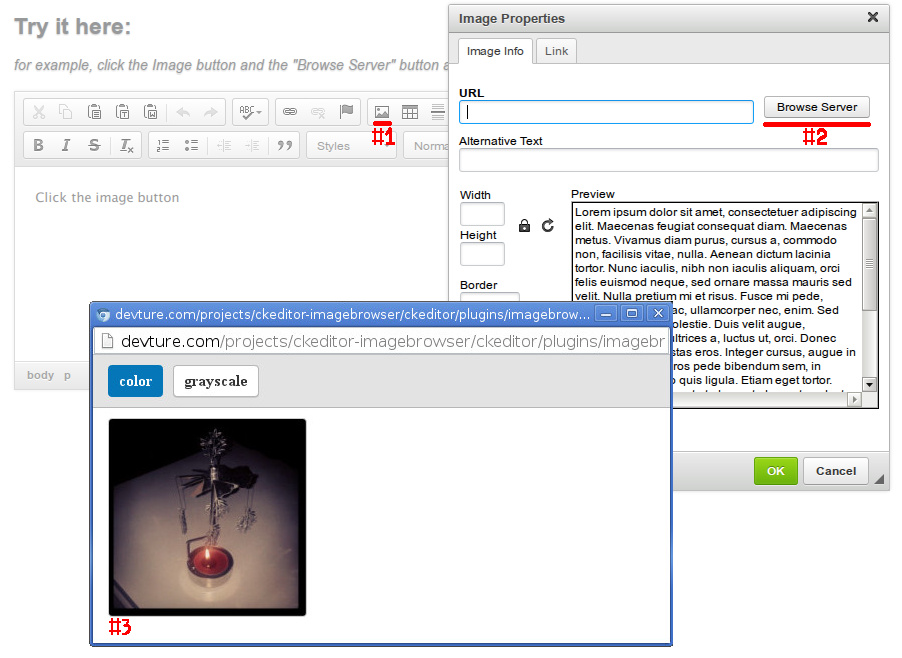 Try it here:
for example, click the Image button and the "Browse Server" button a
ABC
#1
B I S Tx
Styles
Norma
Click the image button
body p
Image Properties
Image Info
Link
URL
Browse Server
#2
Alternative Text
Width
Height
Border
Preview
Lorem ipsum dolor sit amet, consectetuer adipiscing
elit. Maecenas feugiat consequat diam. Maecenas
metus. Vivamus diam purus, cursus a, commodo
non, facilisis vitae, nulla. Aenean dictum lacinia
tortor. Nunc iaculis, nibh non iaculis aliquam, orci
felis euismod neque, sed ornare massa mauris sed
velit. Nulla pretium mi et risus. Fusce mi pede,
ac, ullamcorper nec, enim. Sed
olestie. Duis velit augue,
ultrices a, luctus ut, orci. Donec
stas eros. Integer cursus, augue in
ros pede bibendum sem, in
quis ligula. Etiam eget tortor.
OK
Cancel
devture.com/projects/ckeditor-imagebrowser/ckeditor/plugins/imagebrow...
devture.com/projects/ckeditor-imagebrowser/ckeditor/plugins/imagebr
color
grayscale
#3